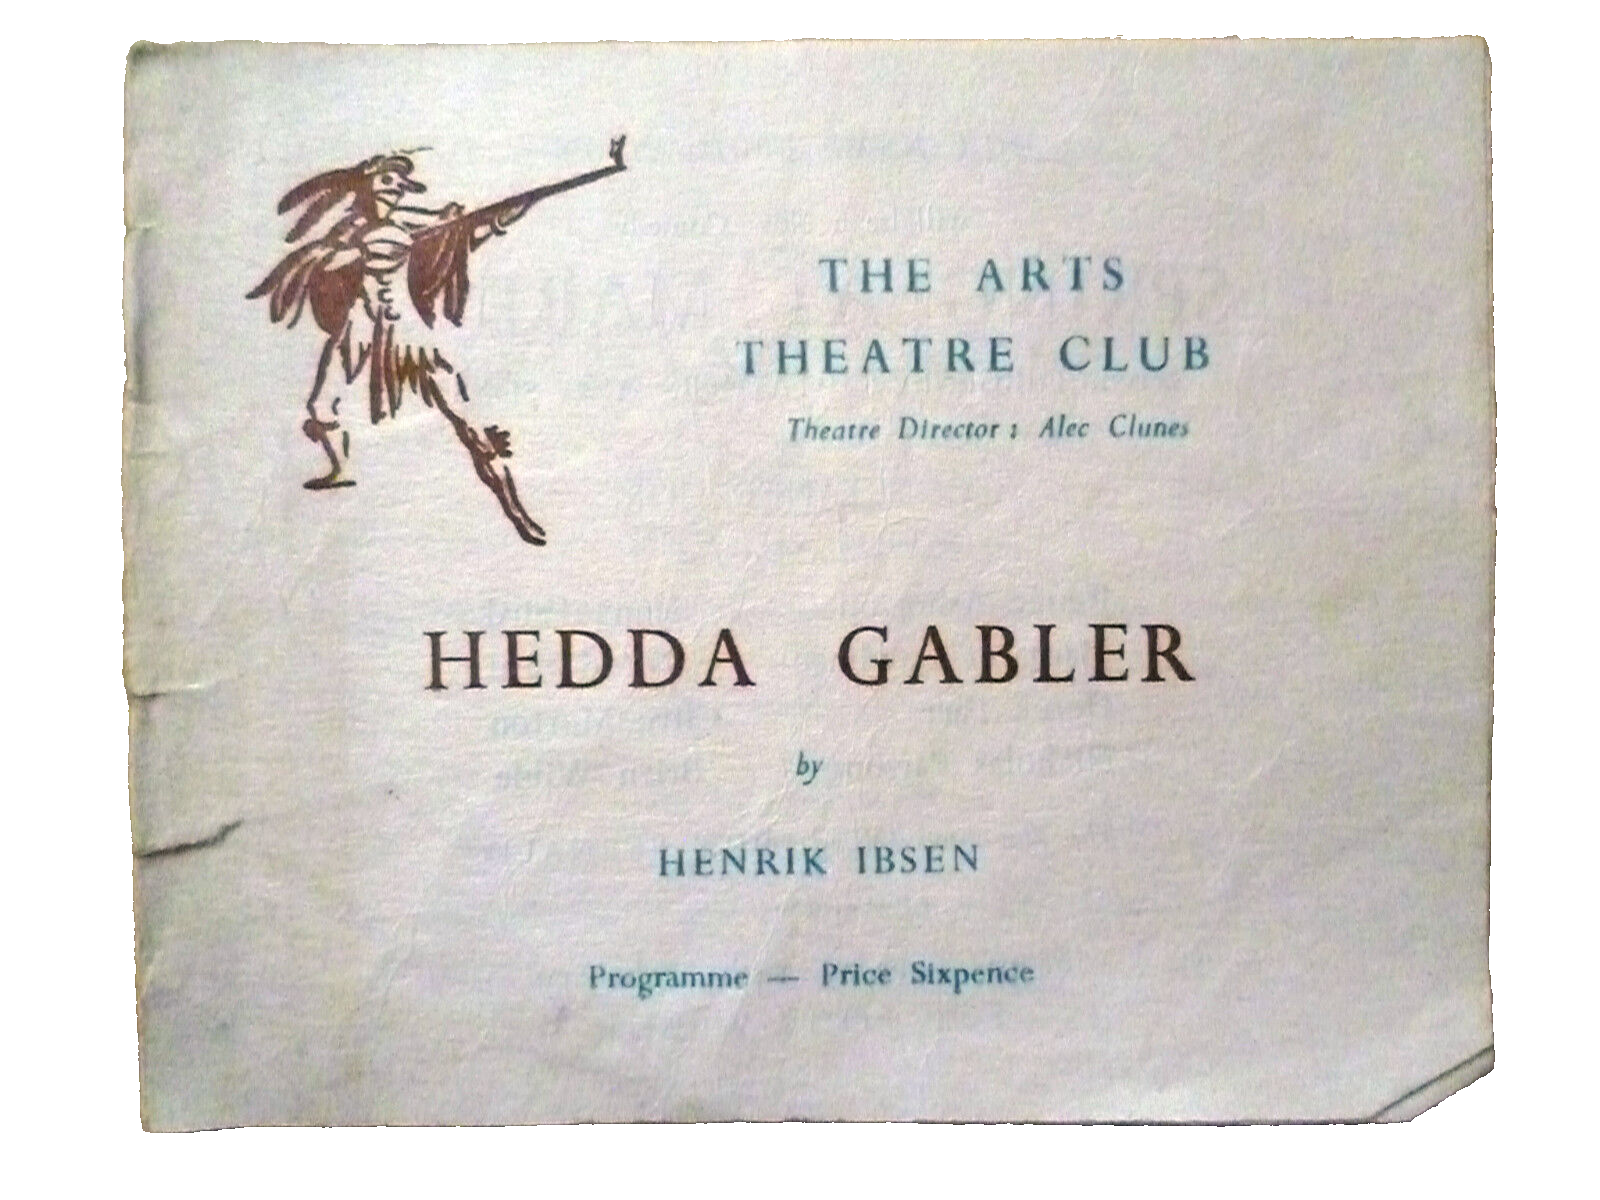 THE ARTS
THEATRE CLUB
Theatre Director : Alec Clunes
HEDDA GABLER
by
HENRIK IBSEN
Programme — Price Sixpence